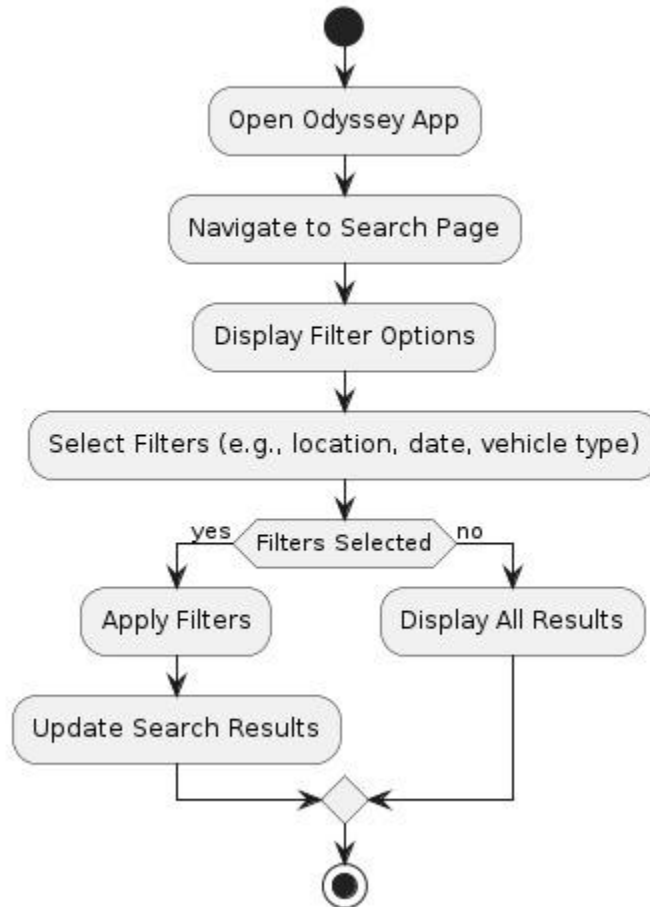 Open Odyssey App
Navigate to Search Page
Display Filter Options
Select Filters (e.g., location, date, vehicle type)
yes
Filters Selected
no
Apply Filters
Display All Results
Update Search Results